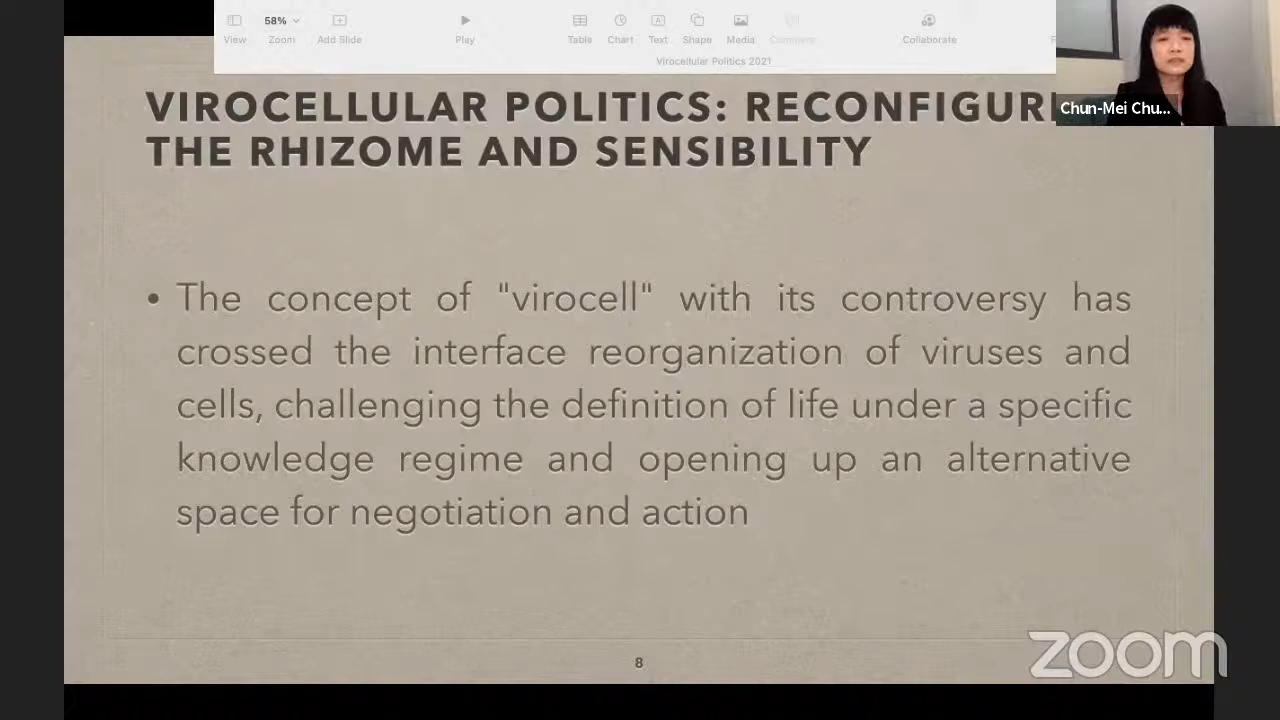 58%
View
Zoom
Add Slide
Play
Table
Chart
Text
Shape
Media
Comment
Collaborate
Virocellular Politics 2021
Chun-Mei Chu...
VIROCELLULAR POLITICS:
THE RHIZOME AND SENSIBILITY
• The concept of "virocell" with its controversy has
crossed the interface reorganization of viruses and
cells, challenging the definition of life under a specific
knowledge regime and opening up an alternative
space for negotiation and action
8
zoom